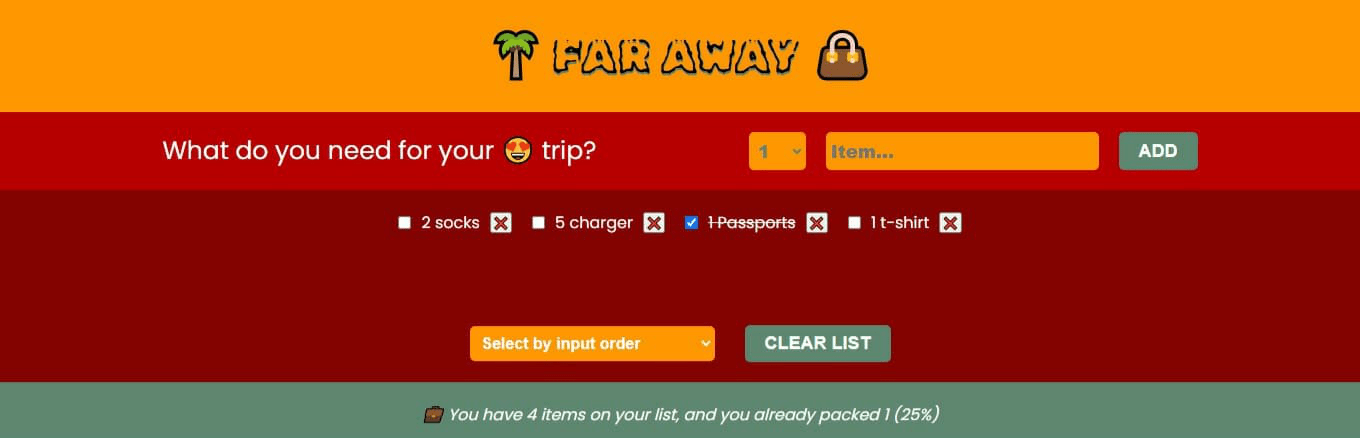 🌴 FAR AWAY 👜
What do you need for your 😍 trip? 1 Item... ADD
2 socks ❌ 5 charger ❌ 1 Passports ❌ 1 t-shirt ❌
Select by input order CLEAR LIST
💼 You have 4 items on your list, and you already packed 1 (25%)